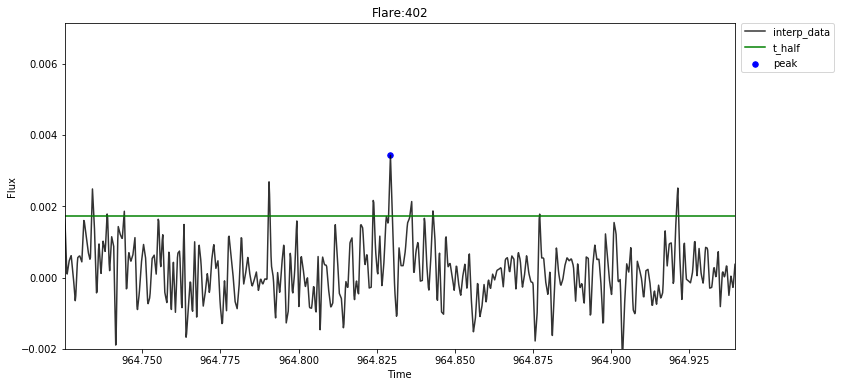 Flare:402
interp_data
t_half
peak
0.006
0.004
0.002
0.000
−0.002
Flux
964.750
964.775
964.800
964.825
964.850
964.875
964.900
964.925
Time